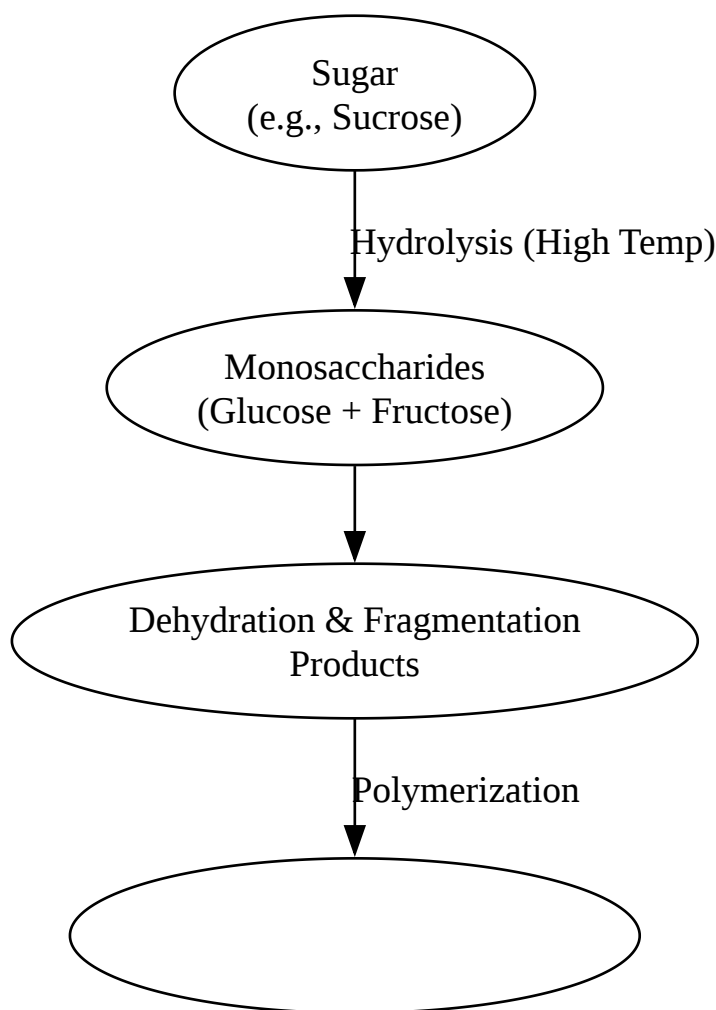 Sugar
(e.g., Sucrose)
Hydrolysis (High Temp)
Monosaccharides
(Glucose + Fructose)
Dehydration & Fragmentation
Products
Polymerization